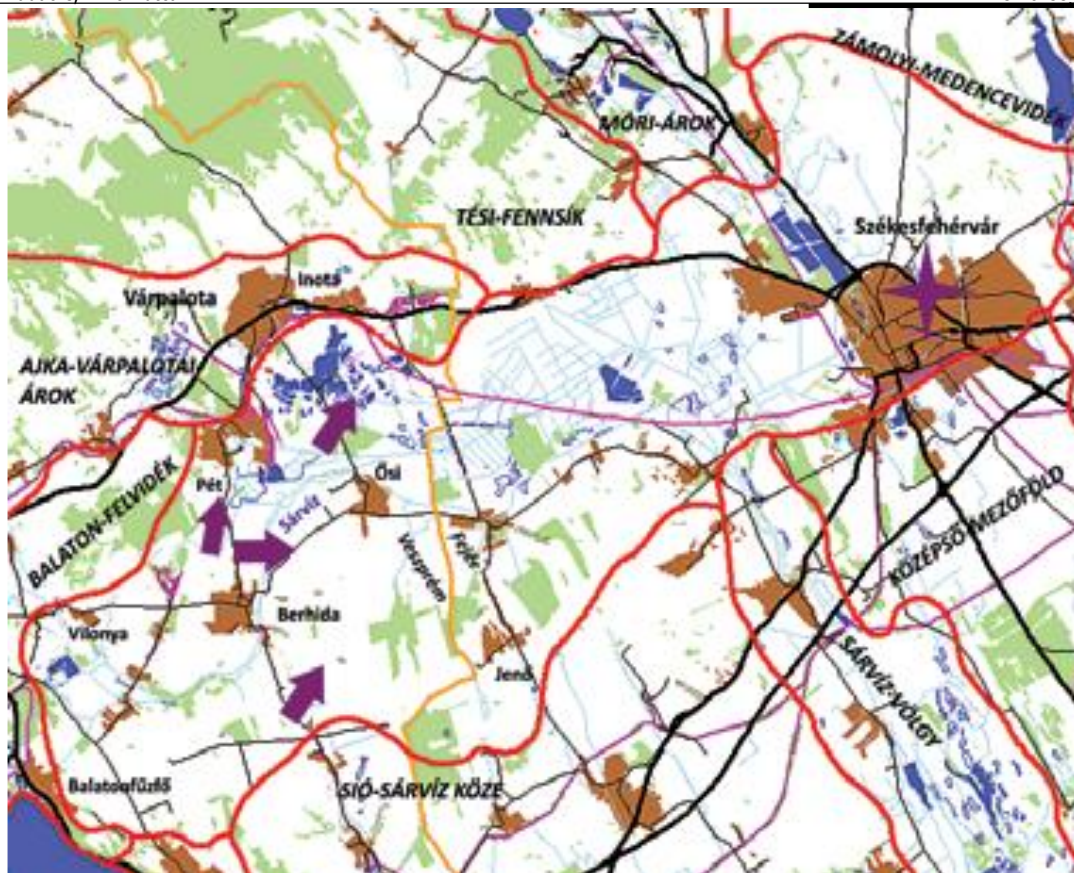 ZÁMOLYI-MEDENCEVIDÉK
MÓRI-ÁROK
TÉSI-FENNSÍK
Székesfehérvár
Inota
Várpalota
AJKA-VÁRPALOTAI-
ÁROK
Ősi
Pét
Sárvíz
BALATON-FELVIDÉK
KÖZÉPSŐ-MEZŐFÖLD
Veszprém
Fejér
Berhida
Vilonya
Jenő
SÁRVÍZ-VÖLGY
Balatonfűzfő
SIÓ-SÁRVÍZ KÖZE